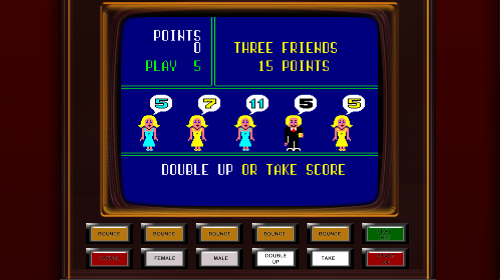 POINTS
0
PLAY 5
THREE FRIENDS
15 POINTS
5 7 11 5 5
DOUBLE UP OR TAKE SCORE
BOUNCE BOUNCE BOUNCE BOUNCE BOUNCE
FEMALE MALE DOUBLE UP TAKE